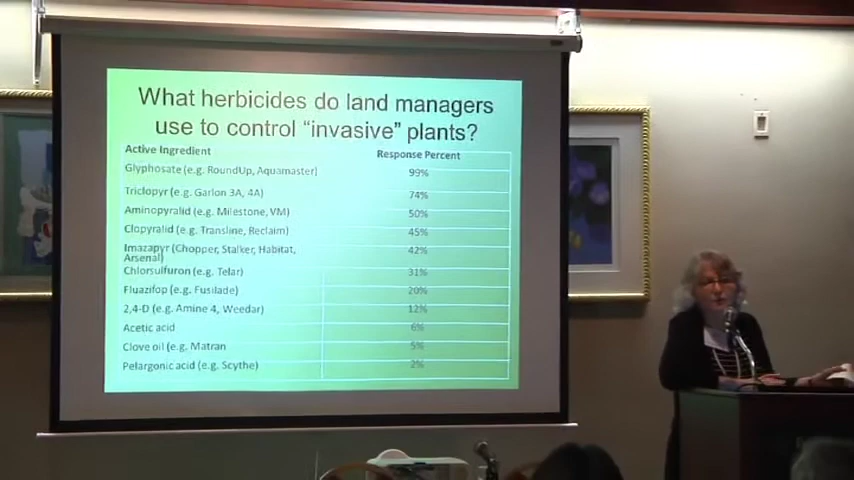 What herbicides do land managers
use to control “invasive” plants?
Active Ingredient Response Percent
Glyphosate (e.g. RoundUp, Aquamaster) 99%
Triclopyr (e.g. Garlon 3A, 4A) 74%
Aminopyralid (e.g. Milestone, VM) 50%
Clopyralid (e.g. Transline, Reclaim) 45%
Imazapyr (Chopper, Stalker, Habitat, 42%
Arsenal)
Chlorsulfuron (e.g. Telar) 31%
Fluazifop (e.g. Fusilade) 20%
2,4-D (e.g. Amine 4, Weedar) 12%
Acetic acid 6%
Clove oil (e.g. Matran 5%
Pelargonic acid (e.g. Scythe) 2%